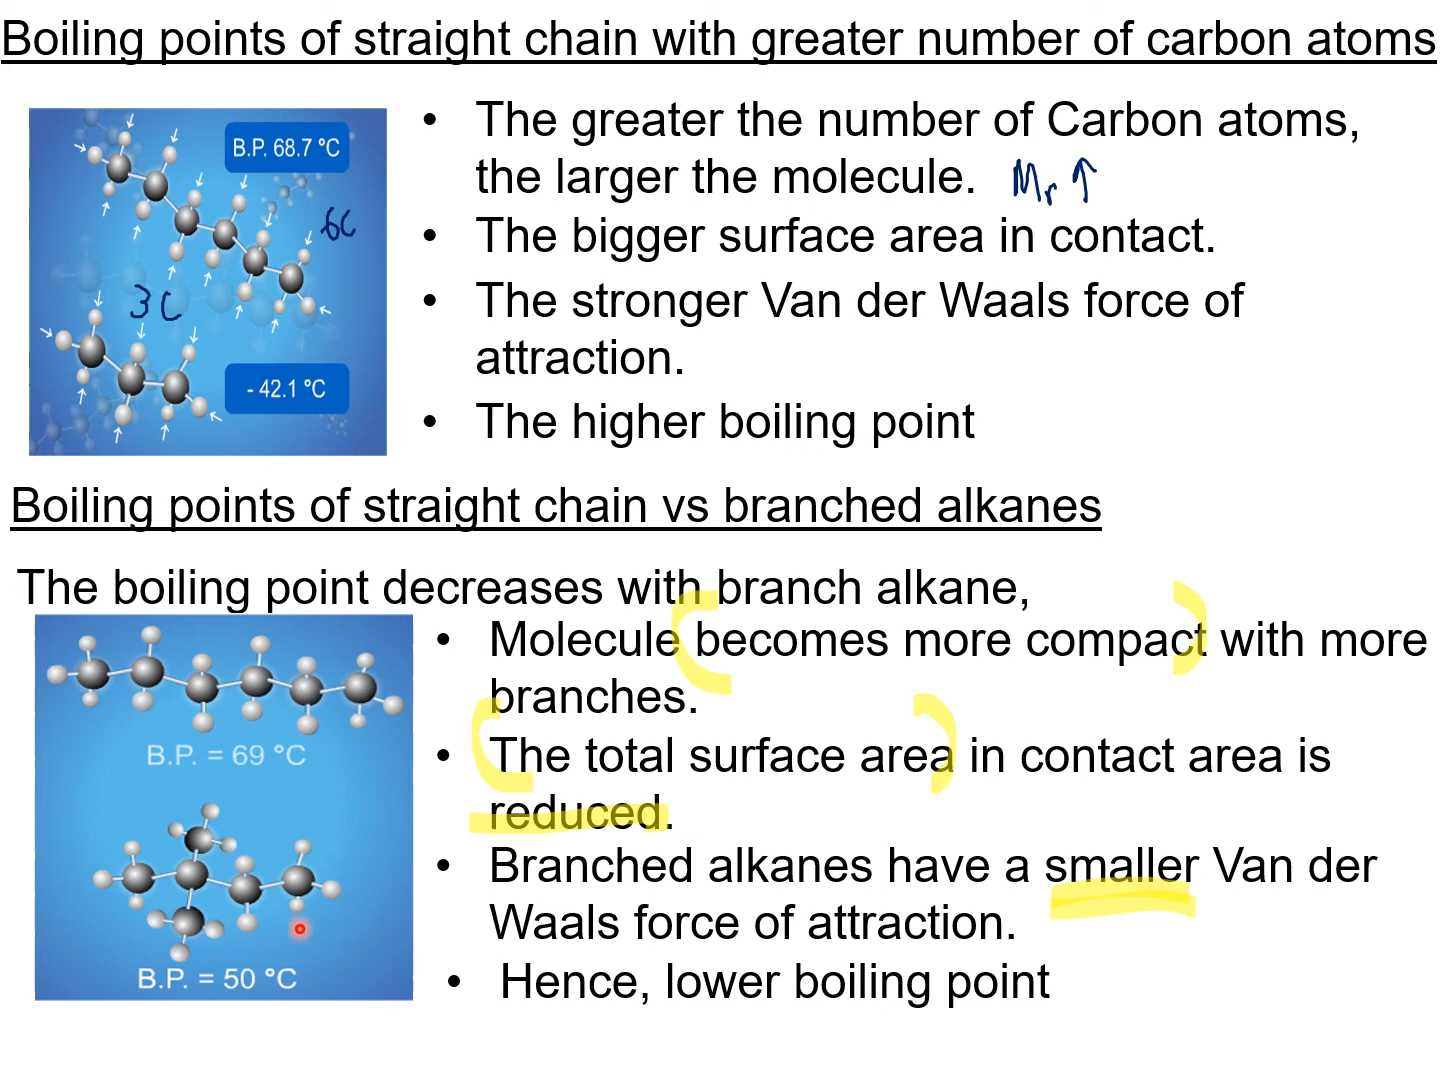 Boiling points of straight chain with greater number of carbon atoms
B.P. 68.7 °C
6C
3C
- 42.1 °C
• The greater the number of Carbon atoms,
the larger the molecule. Mr ↑
• The bigger surface area in contact.
• The stronger Van der Waals force of
attraction.
• The higher boiling point
Boiling points of straight chain vs branched alkanes
The boiling point decreases with branch alkane,
B.P. = 69 °C
B.P. = 50 °C
• Molecule becomes more compact with more
branches.
• The total surface area in contact area is
reduced.
• Branched alkanes have a smaller Van der
Waals force of attraction.
• Hence, lower boiling point